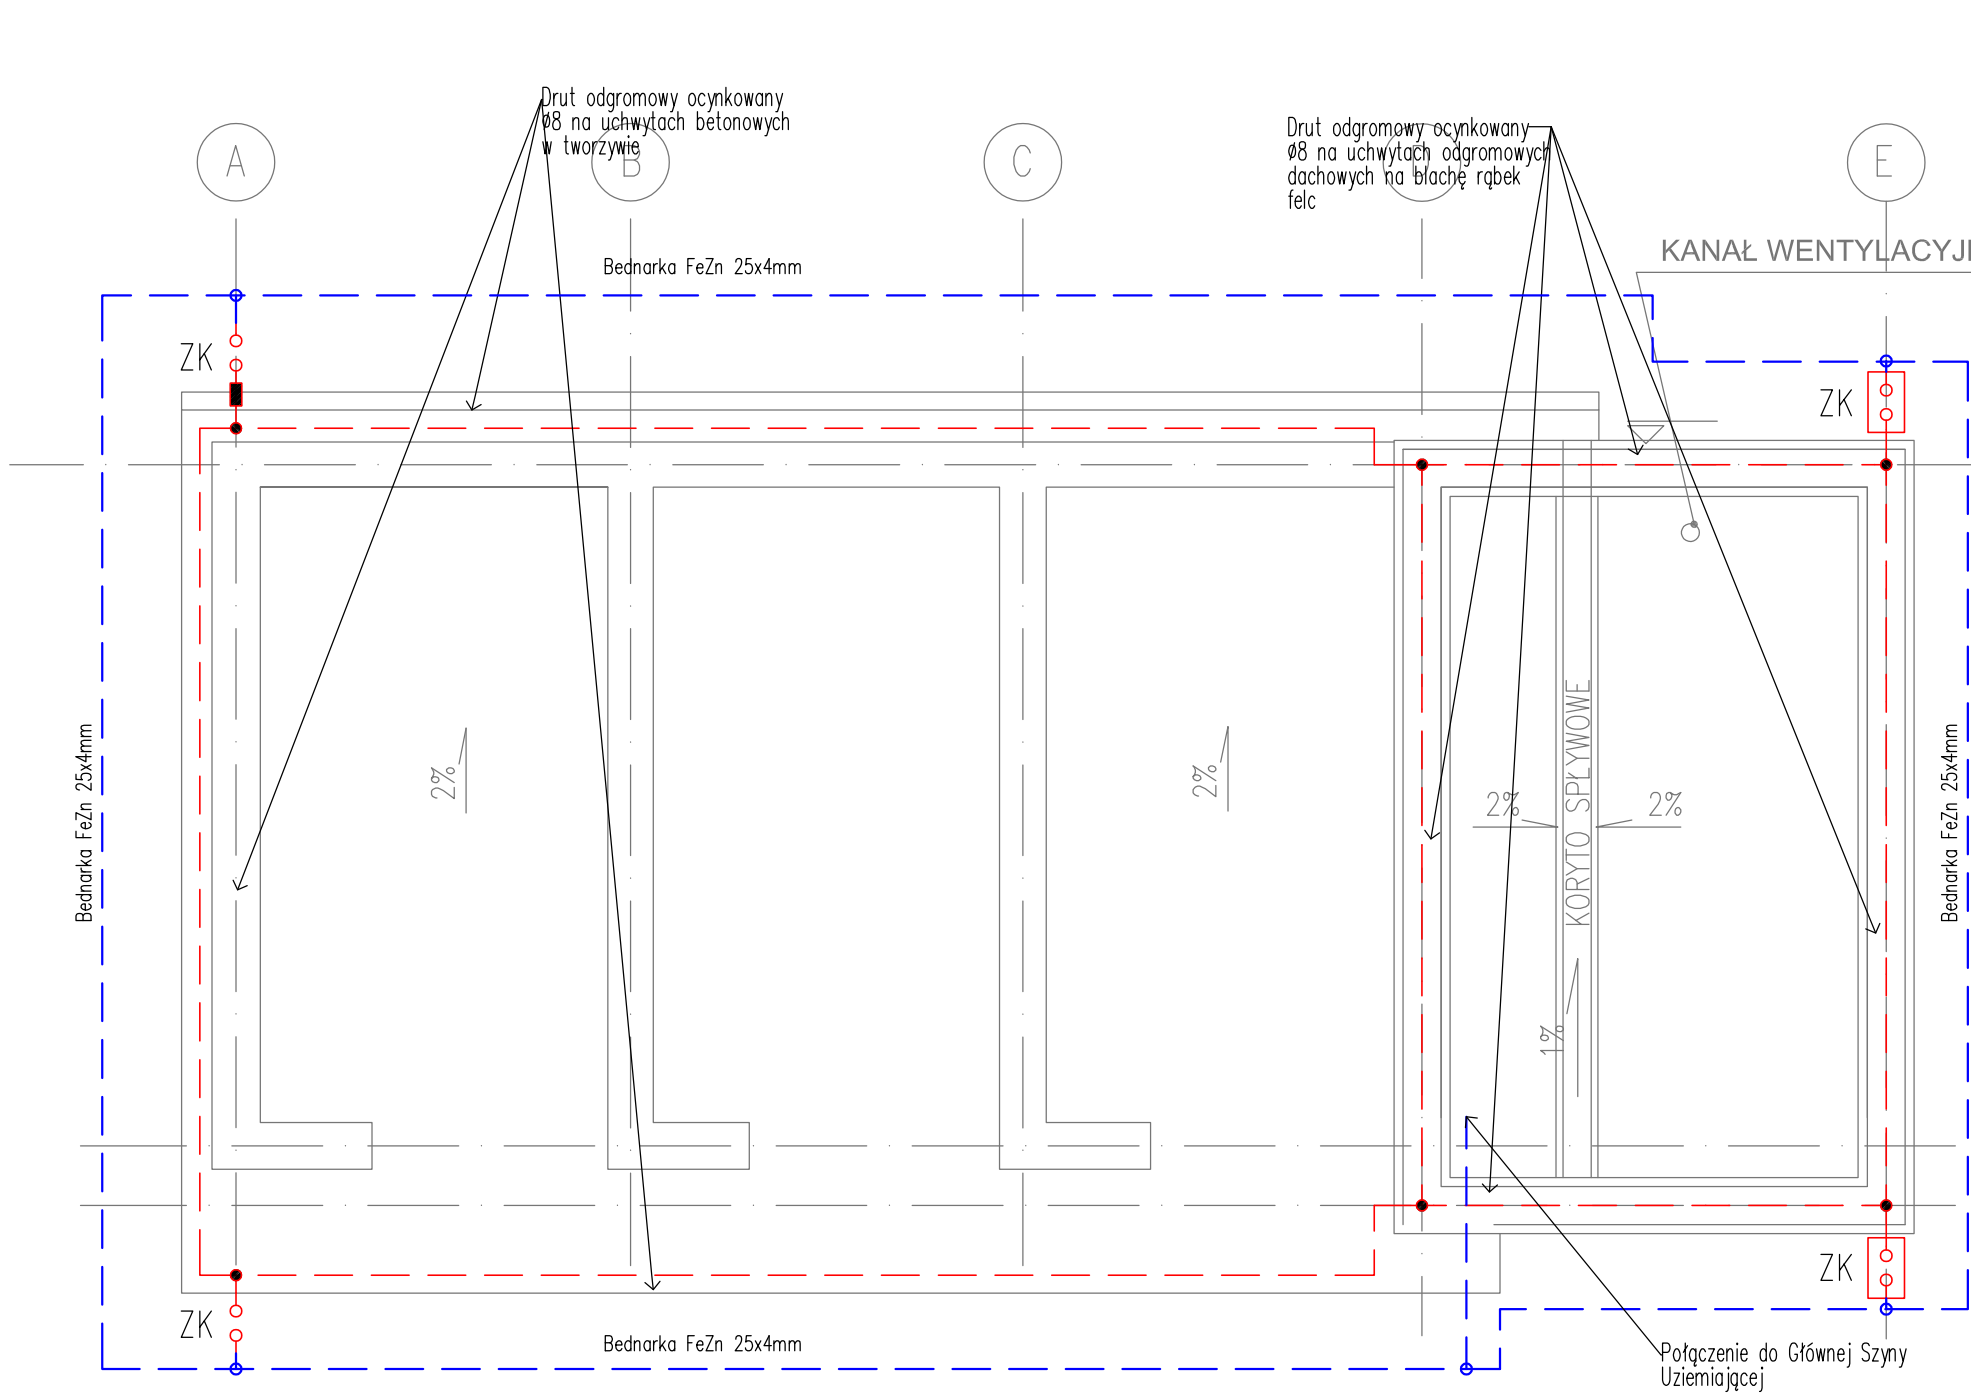 Drut odgromowy ocynkowany
ø8 na uchwytach betonowych
w tworzywie
Drut odgromowy ocynkowany
ø8 na uchwytach odgromowych
dachowych na blachę rąbek
felc
A
B
C
D
E
KANAŁ WENTYLACYJ
Bednarka FeZn 25x4mm
ZK
ZK
Bednarka FeZn 25x4mm
2%
2%
2%
2%
KORYTO SPŁYWOWE
1%
Bednarka FeZn 25x4mm
ZK
ZK
Bednarka FeZn 25x4mm
Połączenie do Głównej Szyny
Uziemiającej